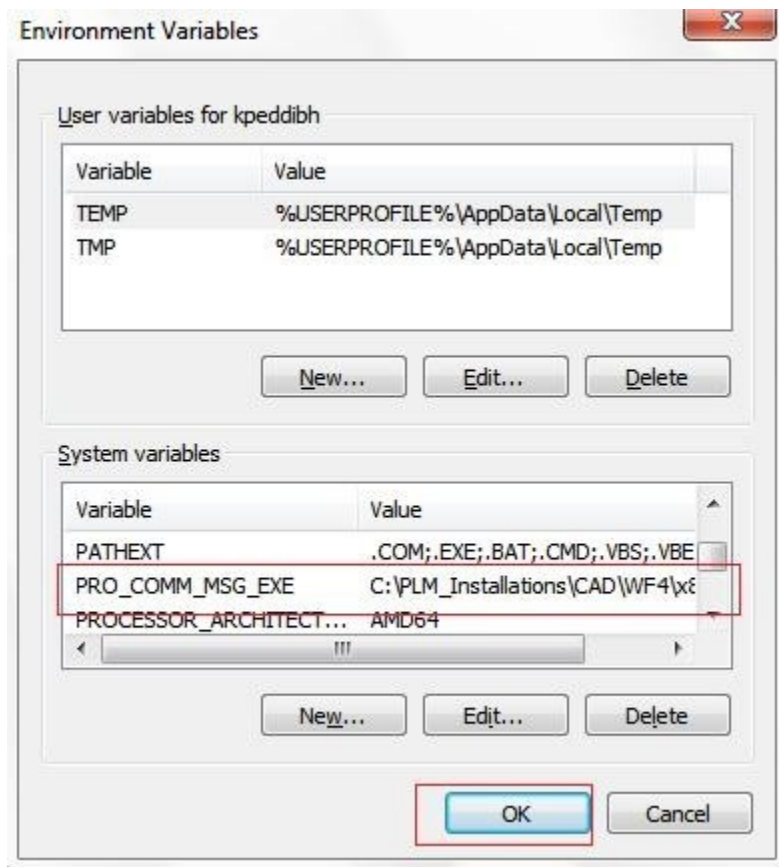 Environment Variables
User variables for kpeddibh
Variable Value
TEMP %USERPROFILE%\AppData\Local\Temp
TMP %USERPROFILE%\AppData\Local\Temp
New... Edit... Delete
System variables
Variable Value
PATHEXT .COM;.EXE;.BAT;.CMD;.VBS;.VBE
PRO_COMM_MSG_EXE C:\PLM_Installations\CAD\WF4\x8
PROCESSOR_ARCHITECT... AMD64
New... Edit... Delete
OK Cancel